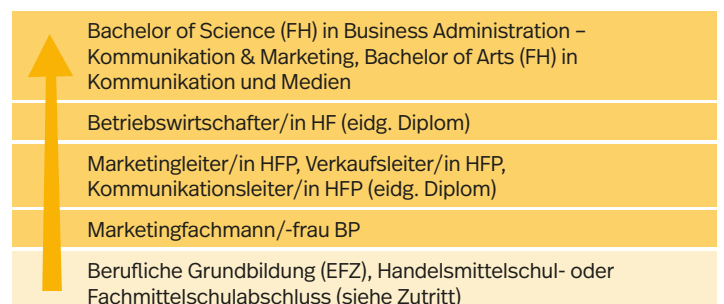 Bachelor of Science (FH) in Business Administration –
Kommunikation & Marketing, Bachelor of Arts (FH) in
Kommunikation und Medien
Betriebswirtschafter/in HF (eidg. Diplom)
Marketingleiter/in HFP, Verkaufsleiter/in HFP,
Kommunikationsleiter/in HFP (eidg. Diplom)
Marketingfachmann/-frau BP
Berufliche Grundbildung (EFZ), Handelsmittelschul- oder
Fachmittelschulabschluss (siehe Zutritt)